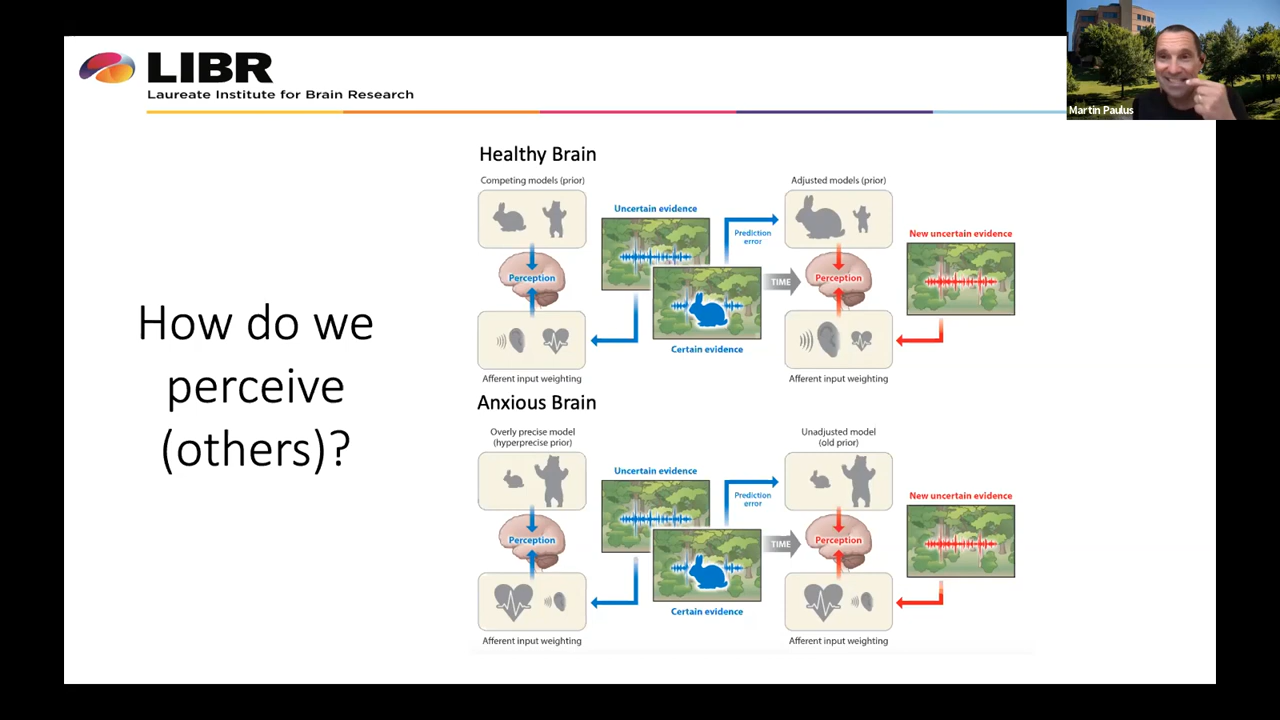 LIBR
Laureate Institute for Brain Research
Martin Paulus
How do we
perceive
(others)?
Healthy Brain
Competing models (prior)
Uncertain evidence
Perception
Certain evidence
Afferent input weighting
Prediction
error
TIME
Adjusted models (prior)
Perception
Afferent input weighting
New uncertain evidence
Anxious Brain
Overly precise model
(hyperprecise prior)
Uncertain evidence
Perception
Certain evidence
Afferent input weighting
Prediction
error
TIME
Unadjusted model
(old prior)
Perception
Afferent input weighting
New uncertain evidence